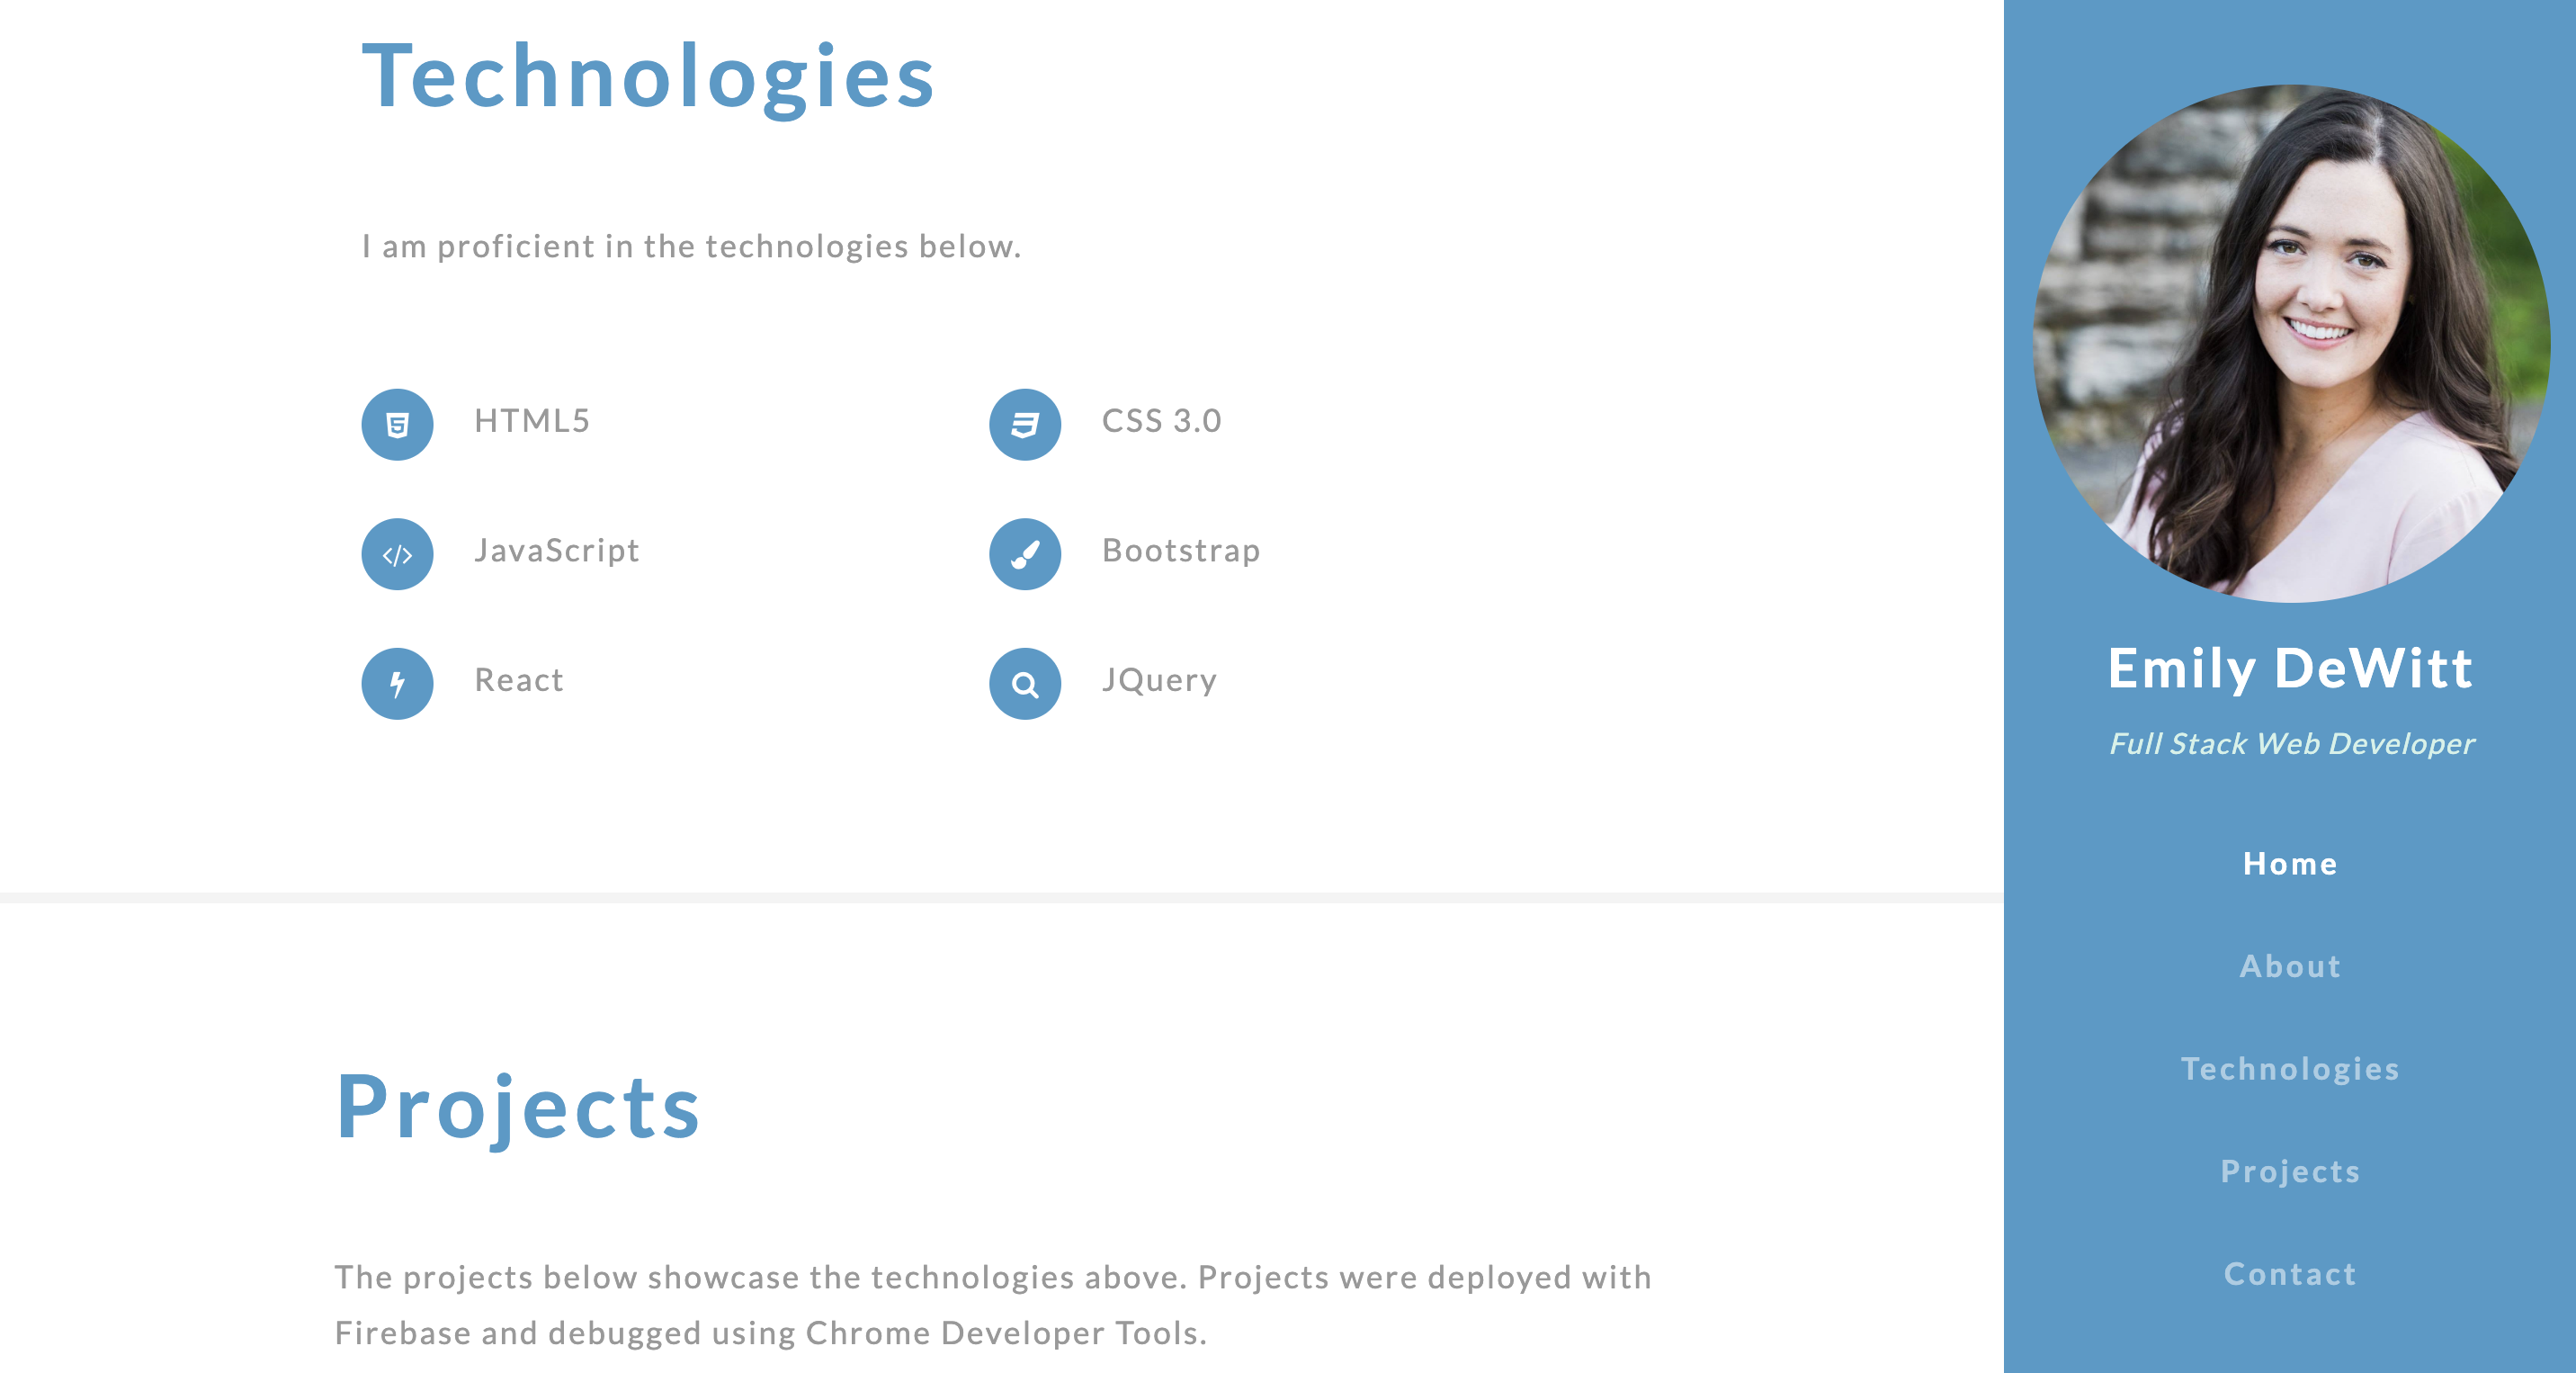 Technologies
I am proficient in the technologies below.
HTML5
CSS 3.0
JavaScript
Bootstrap
React
JQuery
Projects
The projects below showcase the technologies above. Projects were deployed with
Firebase and debugged using Chrome Developer Tools.
Emily DeWitt
Full Stack Web Developer
Home
About
Technologies
Projects
Contact